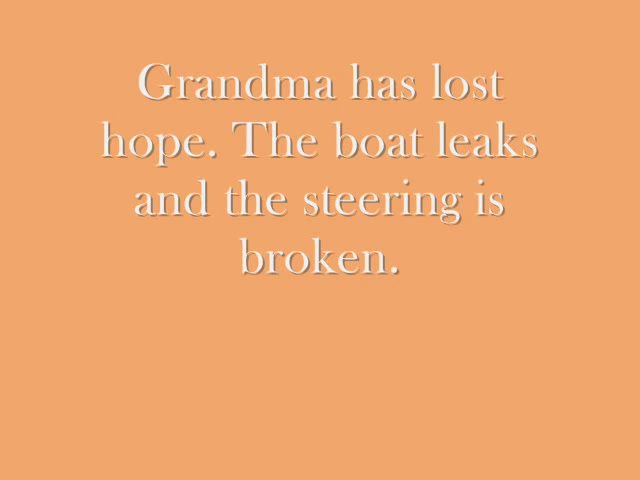 Grandma has lost
hope. The boat leaks
and the steering is
broken.